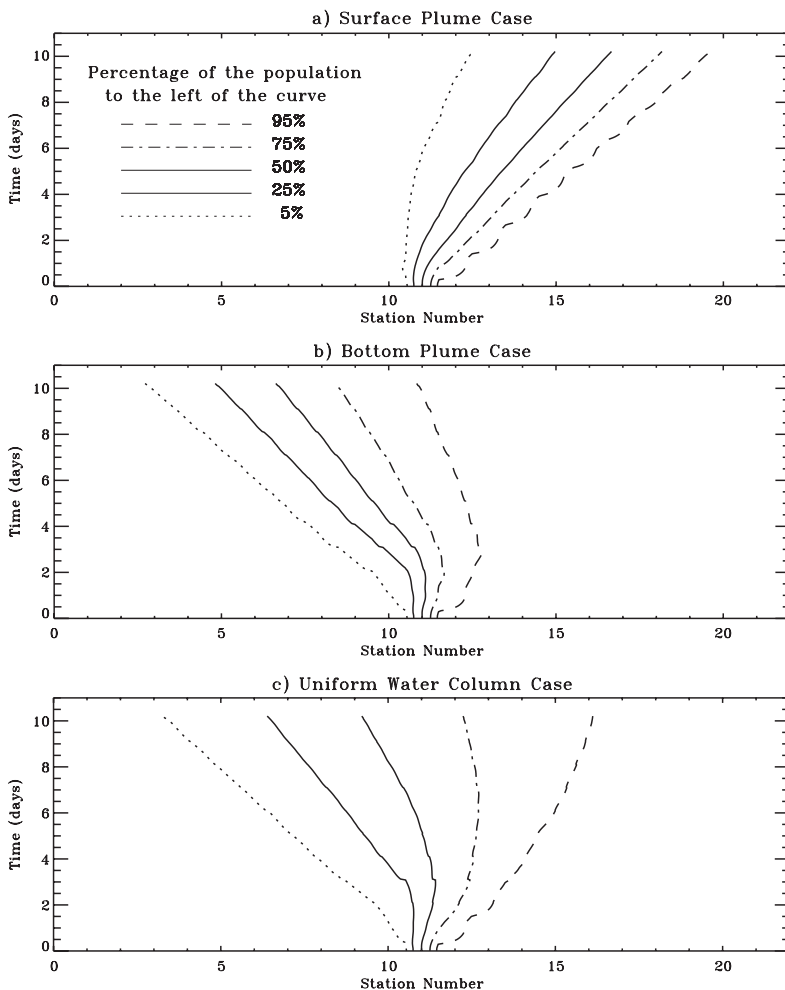 a) Surface Plume Case
Percentage of the population
to the left of the curve
95%
75%
50%
25%
5%
Time (days)
10
8
6
4
2
0
0 5 10 15 20
Station Number
b) Bottom Plume Case
Time (days)
10
8
6
4
2
0
0 5 10 15 20
Station Number
c) Uniform Water Column Case
Time (days)
10
8
6
4
2
0
0 5 10 15 20
Station Number